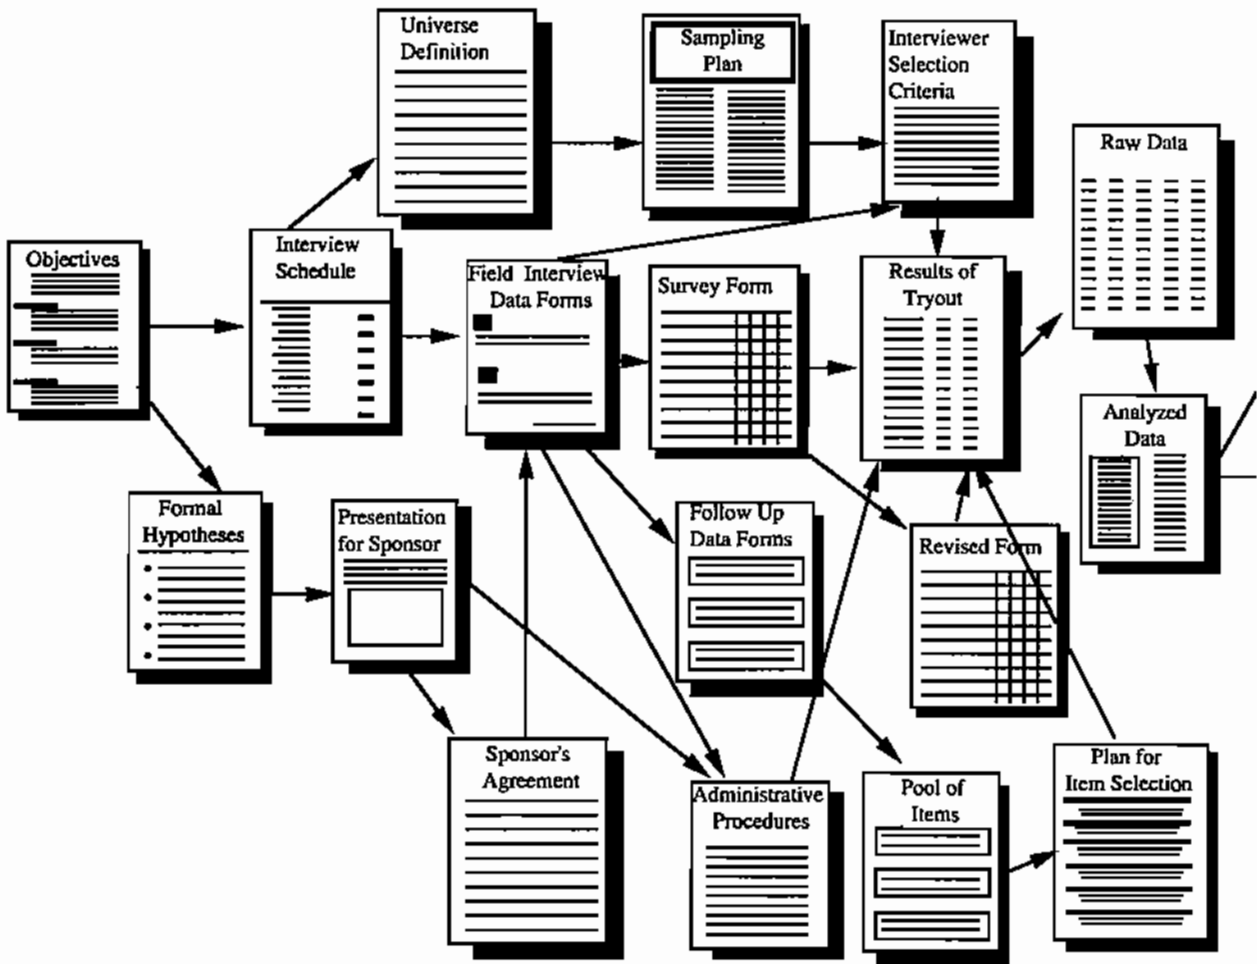 Universe
Definition
Sampling
Plan
Interviewer
Selection
Criteria
Raw Data
Objectives
Interview
Schedule
Field Interview
Data Forms
Survey Form
Results of
Tryout
Analyzed
Data
Formal
Hypotheses
Presentation
for Sponsor
Follow Up
Data Forms
Revised Form
Sponsor's
Agreement
Administrative
Procedures
Pool of
Items
Plan for
Item Selection